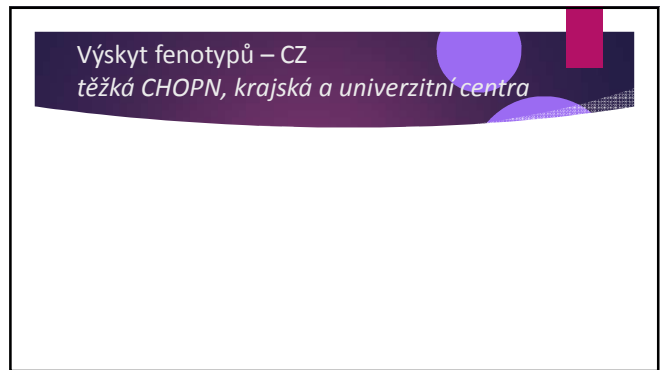 Výskyt fenotypů – CZ
těžká CHOPN, krajská a univerzitní centra